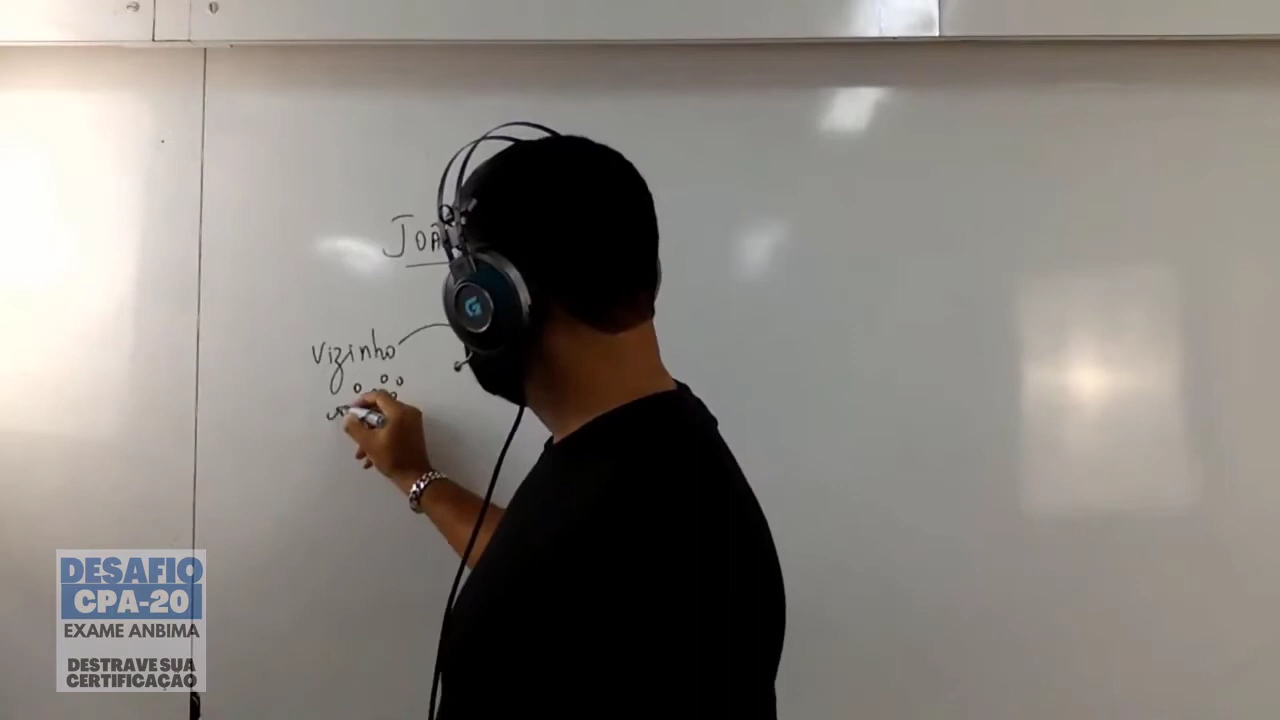 JOÃ
Vizinho
DESAFIO
CPA-20
EXAME ANBIMA
DESTRAVE SUA
CERTIFICAÇÃO